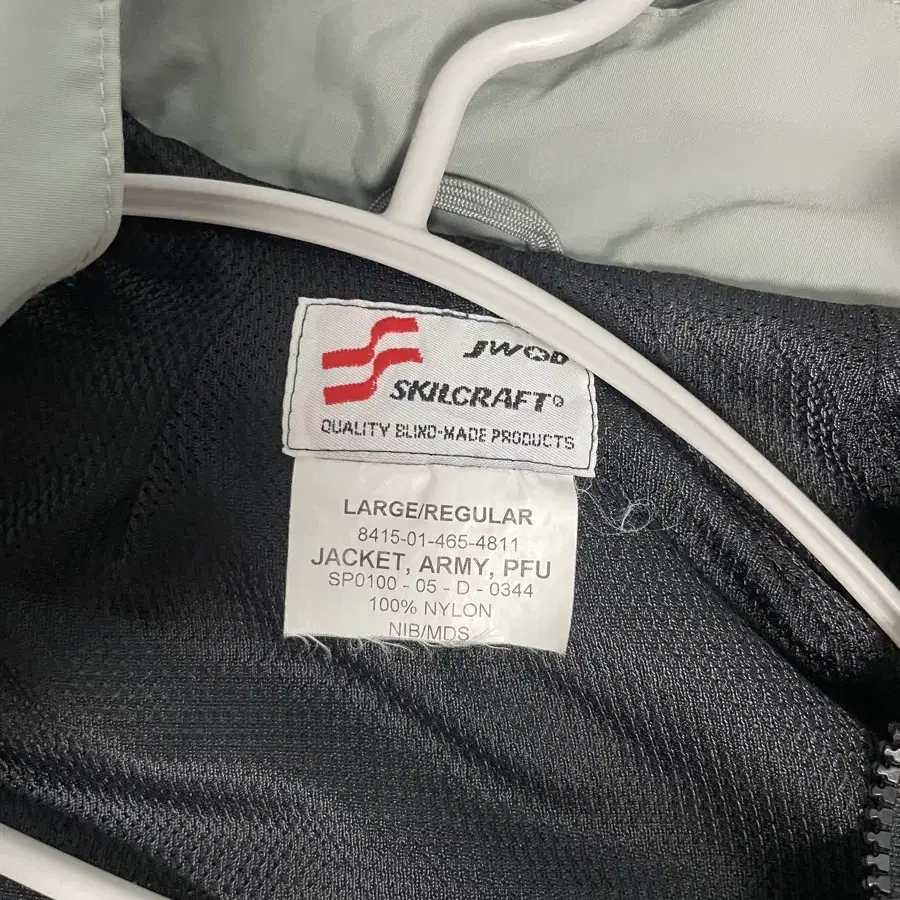 JWOD
SKILCRAFT®
QUALITY BLIND-MADE PRODUCTS
LARGE/REGULAR
8415-01-465-4811
JACKET, ARMY, PFU
SP0100 - 05 - D - 0344
100% NYLON
NIB/MDS